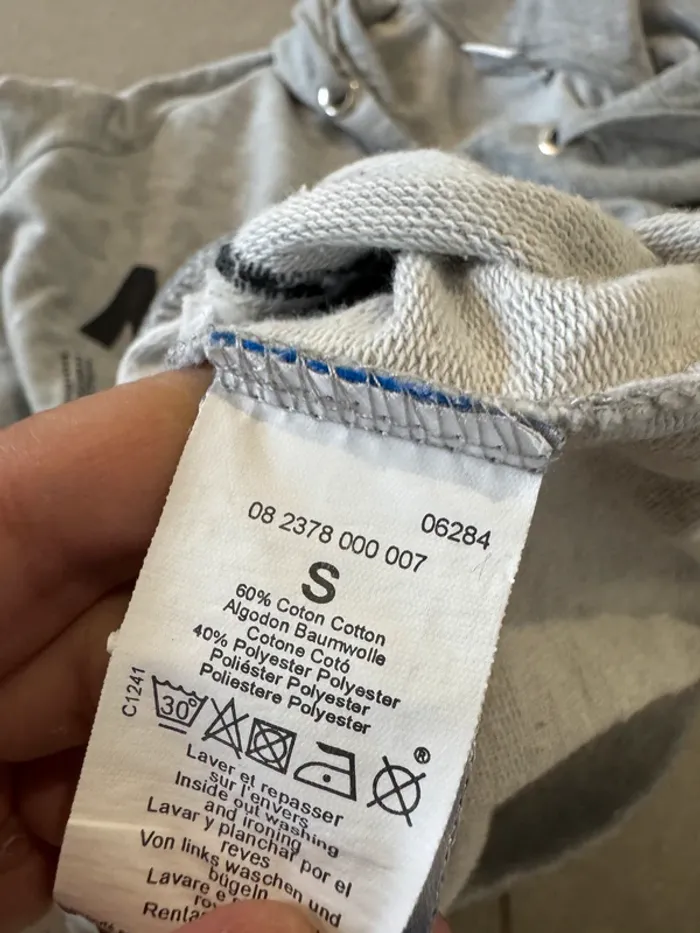 06284
08 2378 000 007
S
60% Coton Cotton
Algodon Baumwolle
Cotone Cotó
40% Polyester Polyester
Poliéster Polyester
Poliestere Polyester
C1241
30°
®
Laver et repasser
sur l'envers
Inside out washing
and ironing
Lavar y planchar por el
reves
Von links waschen und
bügeln
Lavare e